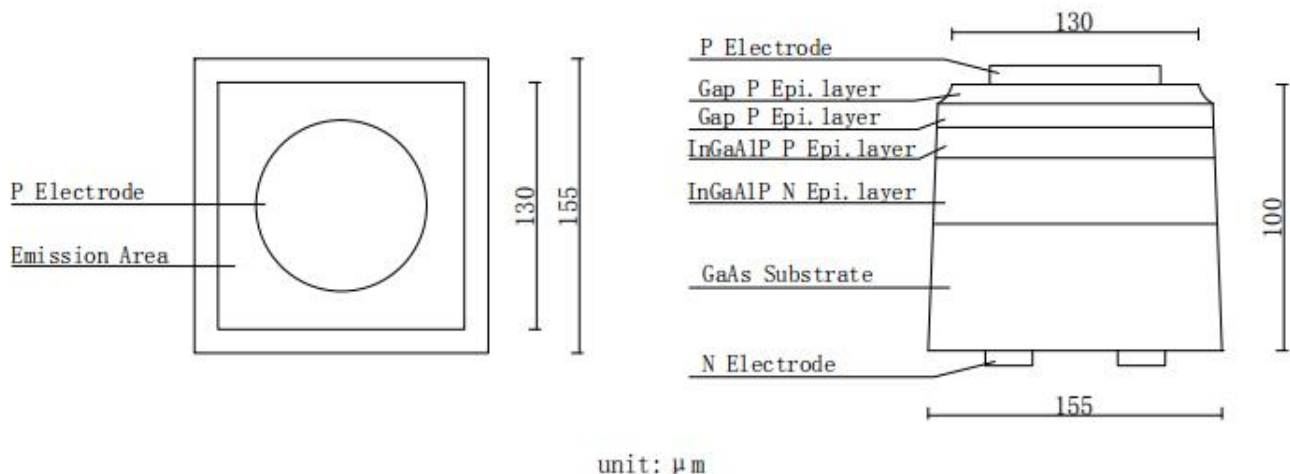 P Electrode
Emission Area
130
155
130
P Electrode
Gap P Epi.layer
Gap P Epi.layer
InGaAlP P Epi.layer
InGaAlP N Epi.layer
GaAs Substrate
N Electrode
100
155
unit: μm